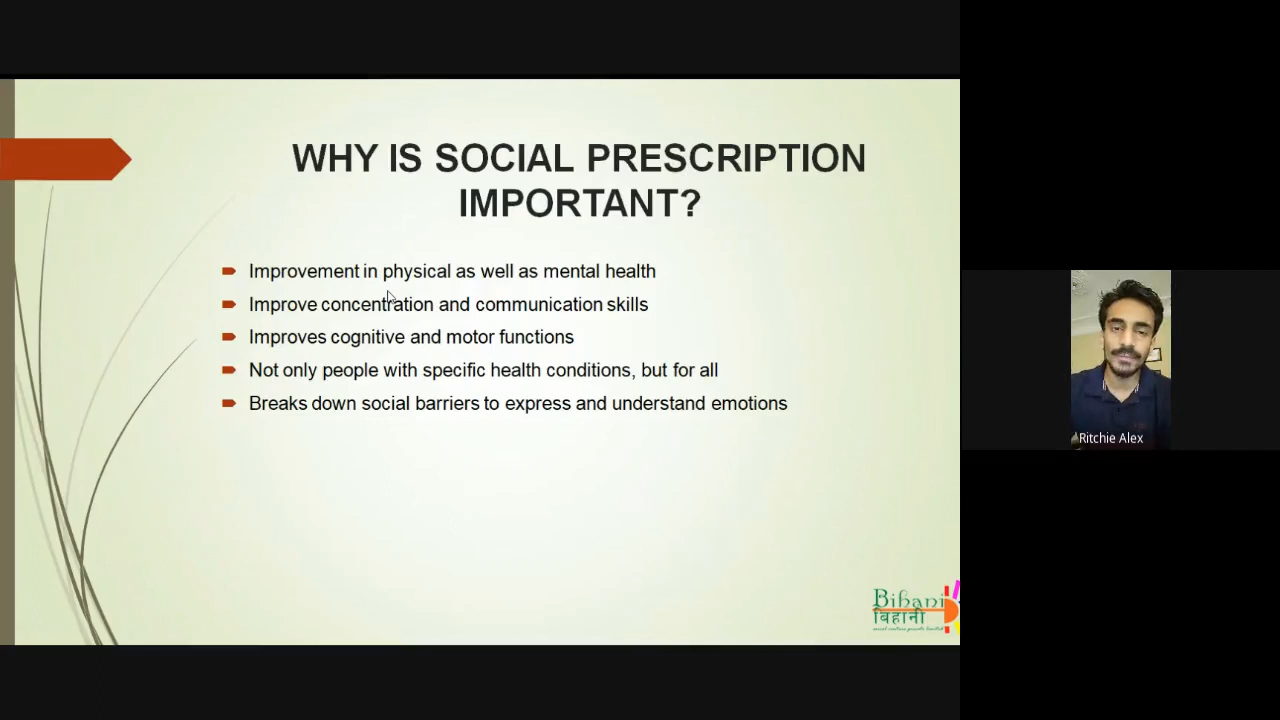 WHY IS SOCIAL PRESCRIPTION
IMPORTANT?
Improvement in physical as well as mental health
Improve concentration and communication skills
Improves cognitive and motor functions
Not only people with specific health conditions, but for all
Breaks down social barriers to express and understand emotions
Bihani
बिहानी
Ritchie Alex